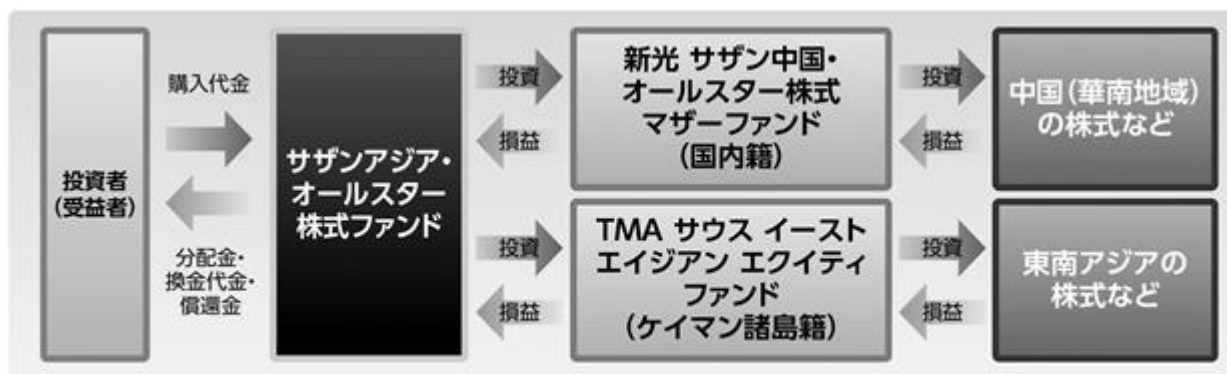 投資者
(受益者)
購入代金
分配金・
換金代金・
償還金
サザンアジア・
オールスター
株式ファンド
投資
損益
新光 サザン中国・
オールスター株式
マザーファンド
(国内籍)
投資
損益
中国(華南地域)
の株式など
投資
損益
TMA サウス イースト
エイジアン エクイティ
ファンド
(ケイマン諸島籍)
投資
損益
東南アジアの
株式など